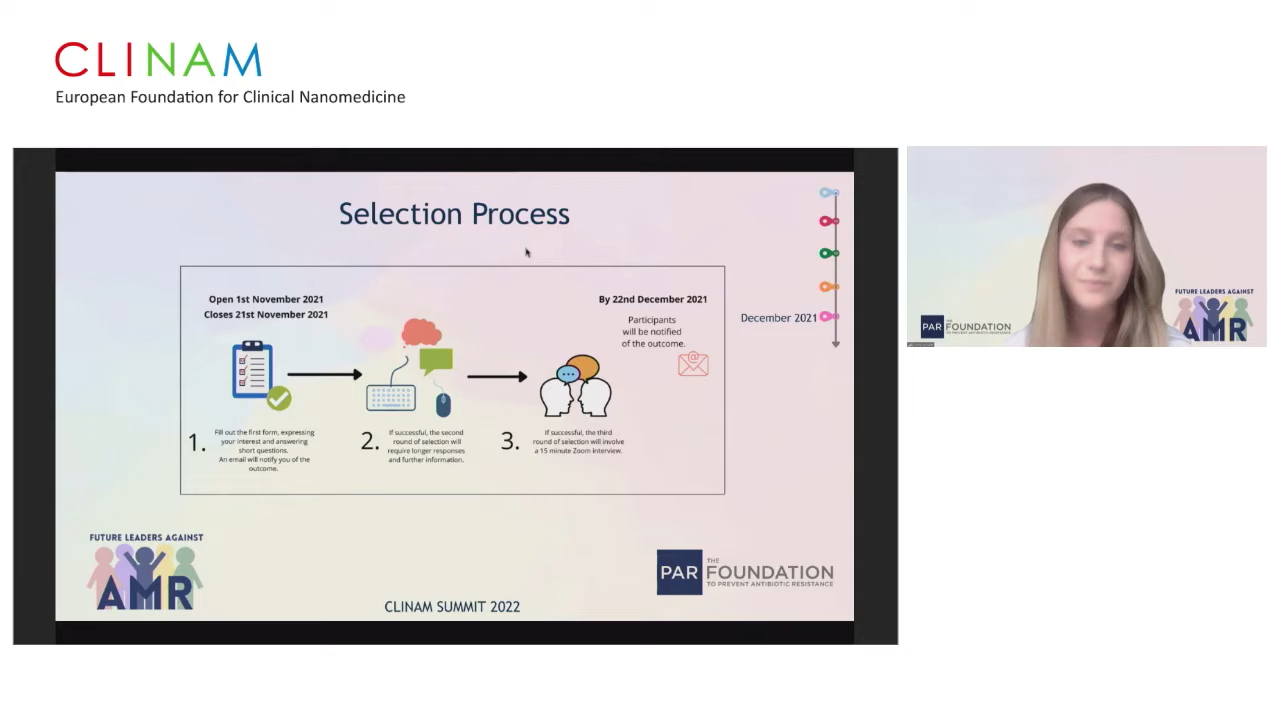 CLINAM
European Foundation for Clinical Nanomedicine
Selection Process
Open 1st November 2021
Closes 21st November 2021
By 22nd December 2021
Participants
will be notified
of the outcome.
@
December 2021
1.
Fill out the first form, expressing
your interest and answering
short questions.
An email will notify you of the
outcome.
2.
If successful, the second
round of selection will
require longer responses
and further information.
3.
If successful, the third
round of selection will involve
a 15 minute Zoom interview.
FUTURE LEADERS AGAINST
AMR
CLINAM SUMMIT 2022
PAR
THE
FOUNDATION
TO PREVENT ANTIBIOTIC RESISTANCE
PAR
THE
FOUNDATION
TO PREVENT ANTIBIOTIC RESISTANCE
FUTURE LEADERS AGAINST
AMR